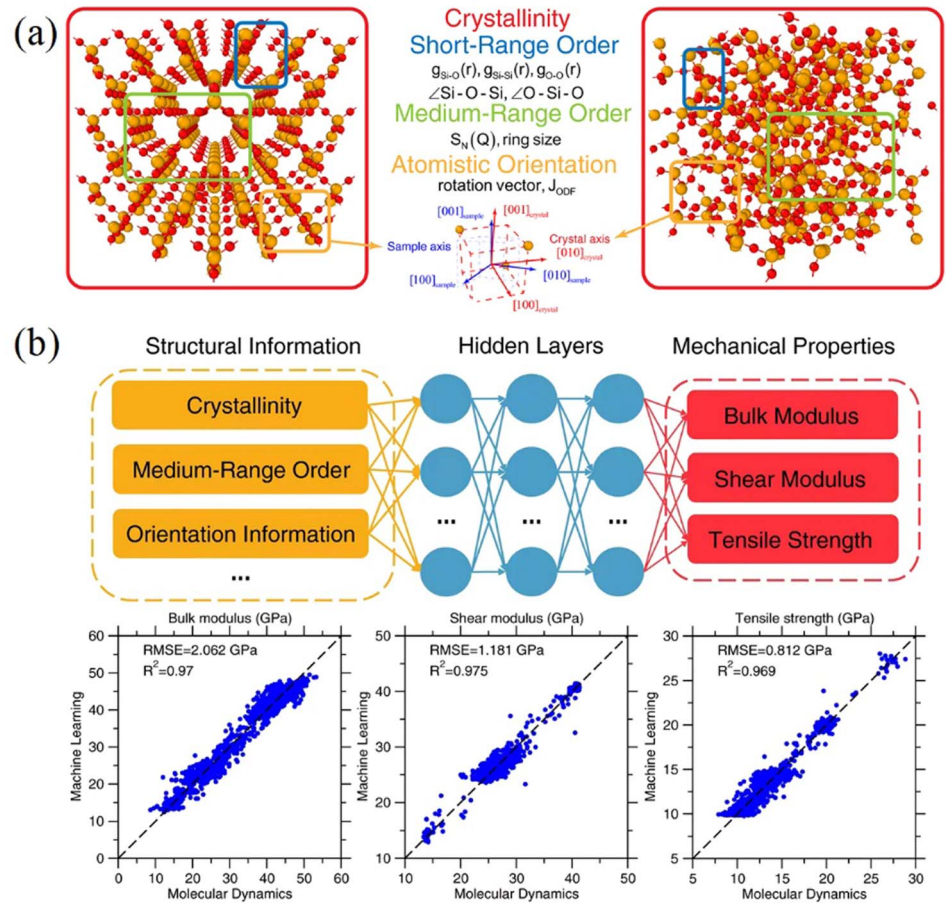 (a)
Crystallinity
Short-Range Order
gSi-O(r), gSi-Si(r), gO-O(r)
∠Si - O - Si, ∠O - Si - O
Medium-Range Order
SN(Q), ring size
Atomistic Orientation
rotation vector, JODF
[001]sample
[001]crystal
Sample axis
Crystal axis
[010]crystal
[100]sample
[010]sample
[100]crystal
(b)
Structural Information
Hidden Layers
Mechanical Properties
Crystallinity
Medium-Range Order
Orientation Information
...
...
...
...
Bulk Modulus
Shear Modulus
Tensile Strength
Bulk modulus (GPa)
RMSE=2.062 GPa
R²=0.97
Machine Learning
60
50
40
30
20
10
0
0 10 20 30 40 50 60
Molecular Dynamics
Shear modulus (GPa)
RMSE=1.181 GPa
R²=0.975
Machine Learning
50
40
30
20
10
10 20 30 40 50
Molecular Dynamics
Tensile strength (GPa)
RMSE=0.812 GPa
R²=0.969
Machine Learning
30
25
20
15
10
5
5 10 15 20 25 30
Molecular Dynamics